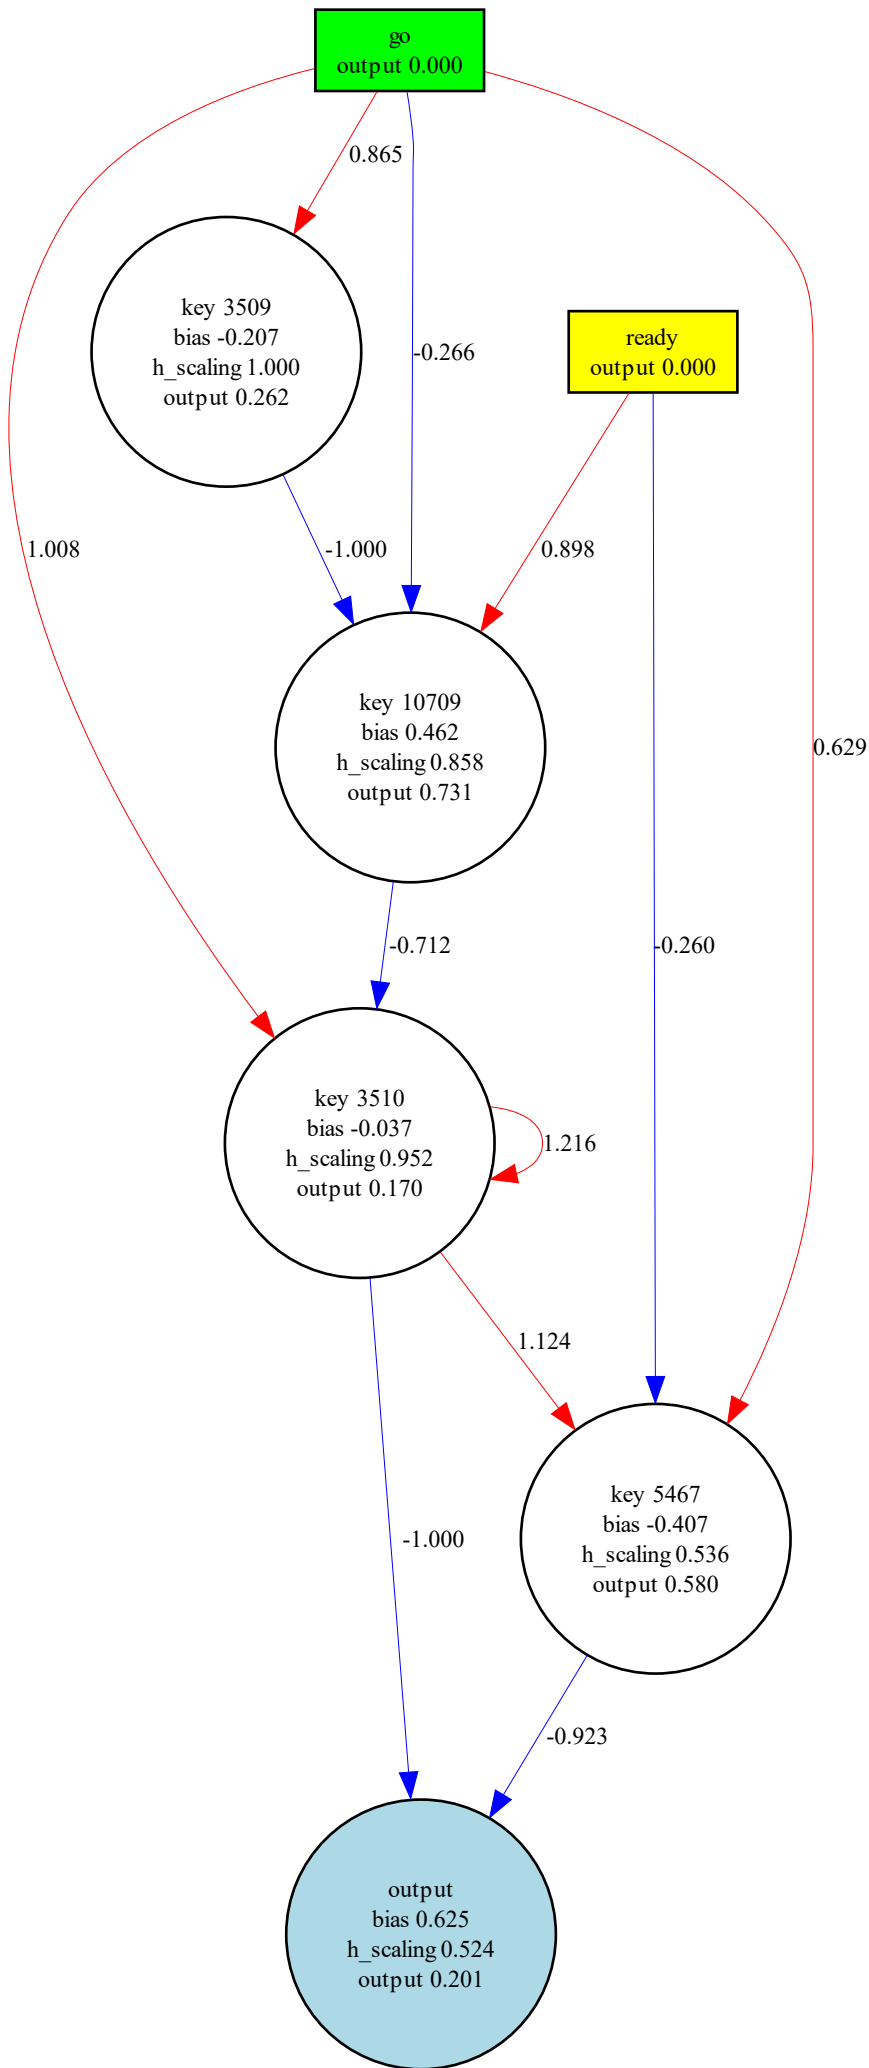 go
output 0.000
0.865
key 3509
bias -0.207
h_scaling 1.000
output 0.262
-0.266
ready
output 0.000
1.008
-1.000
0.898
key 10709
bias 0.462
h_scaling 0.858
output 0.731
0.629
-0.712
-0.260
key 3510
bias -0.037
h_scaling 0.952
output 0.170
1.216
1.124
key 5467
bias -0.407
h_scaling 0.536
output 0.580
-1.000
-0.923
output
bias 0.625
h_scaling 0.524
output 0.201